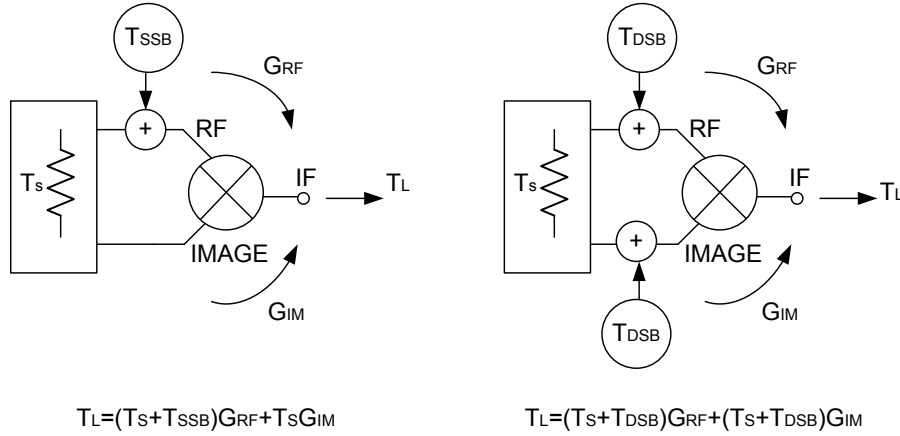 TSSB
GRF
+
RF
Ts
IF
TL
IMAGE
GIM
TL=(TS+TSSB)GRF+TSGIM
TDSB
GRF
+
RF
Ts
IF
TL
+
IMAGE
GIM
TDSB
TL=(TS+TDSB)GRF+(TS+TDSB)GIM